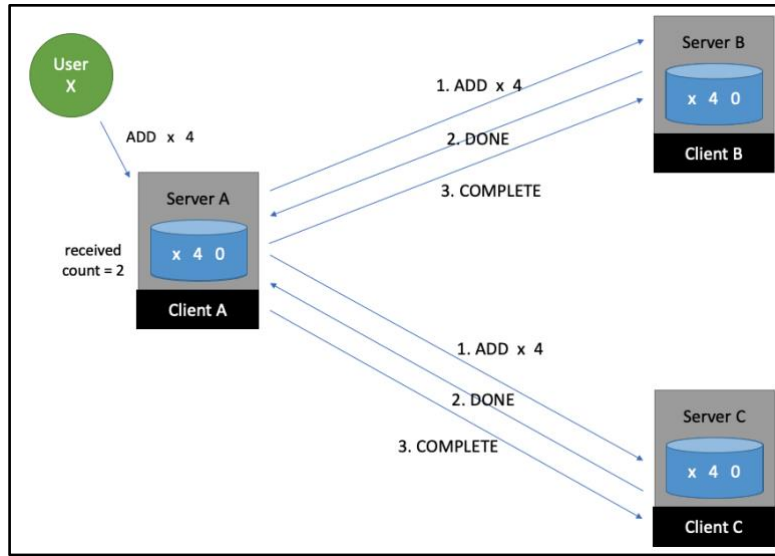 User
X
ADD x 4
Server A
x 4 0
Client A
received
count = 2
1. ADD x 4
2. DONE
3. COMPLETE
Server B
x 4 0
Client B
1. ADD x 4
2. DONE
3. COMPLETE
Server C
x 4 0
Client C